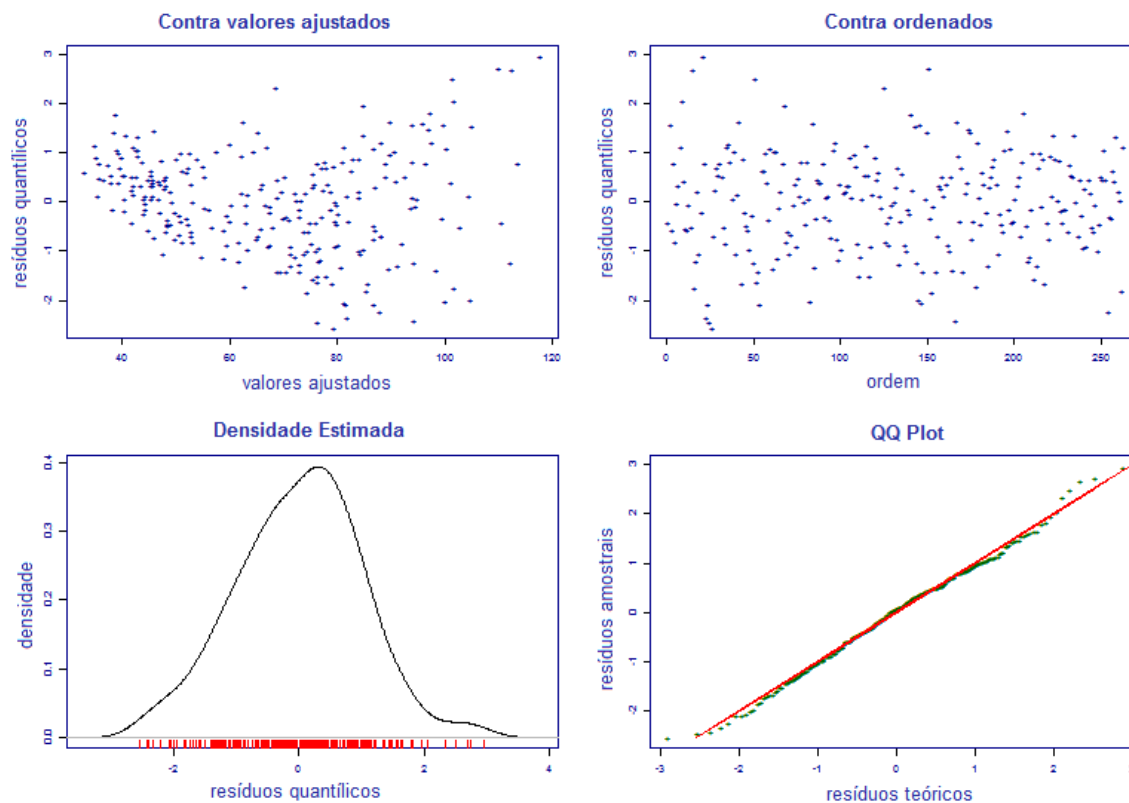 Contra valores ajustados
resíduos quantílicos
3
2
1
0
-1
-2
40 60 80 100 120
valores ajustados
Contra ordenados
resíduos quantílicos
3
2
1
0
-1
-2
0 50 100 150 200 250
ordem
Densidade Estimada
densidade
0.4
0.3
0.2
0.1
0.0
-2 0 2 4
resíduos quantílicos
QQ Plot
resíduos amostrais
3
2
1
0
-1
-2
-3 -2 -1 0 1 2
resíduos teóricos